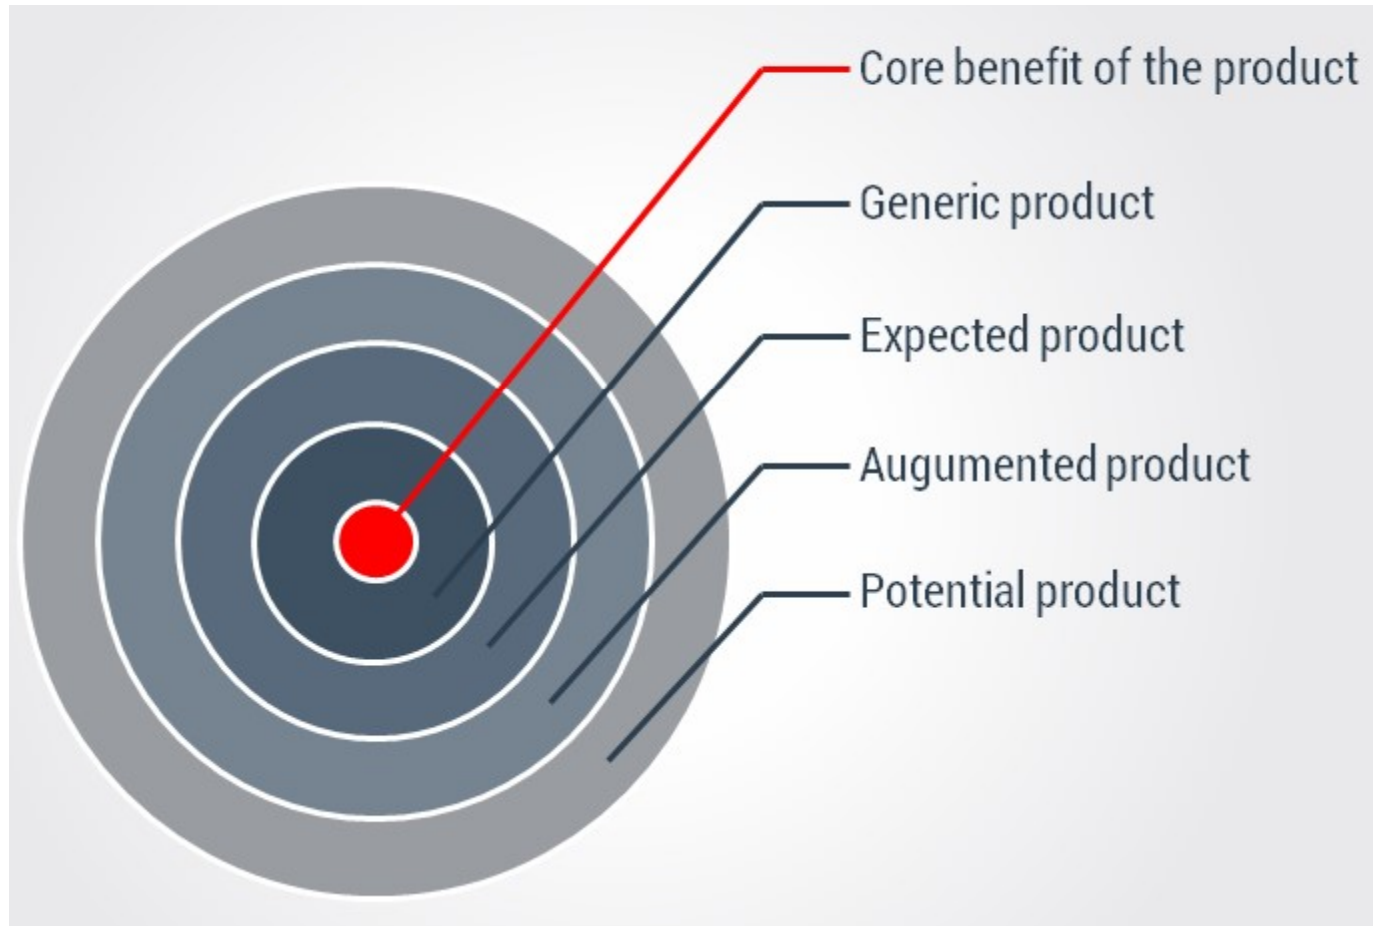 Core benefit of the product
Generic product
Expected product
Augumented product
Potential product